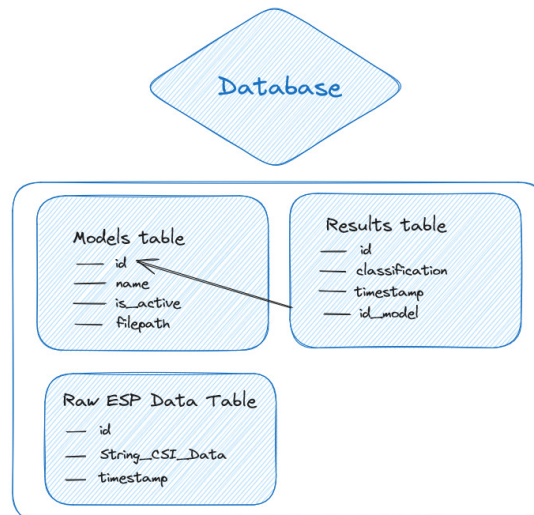 Database
Models table
id
name
is_active
filepath
Results table
id
classification
timestamp
id_model
Raw ESP Data Table
id
String_CSI_Data
timestamp